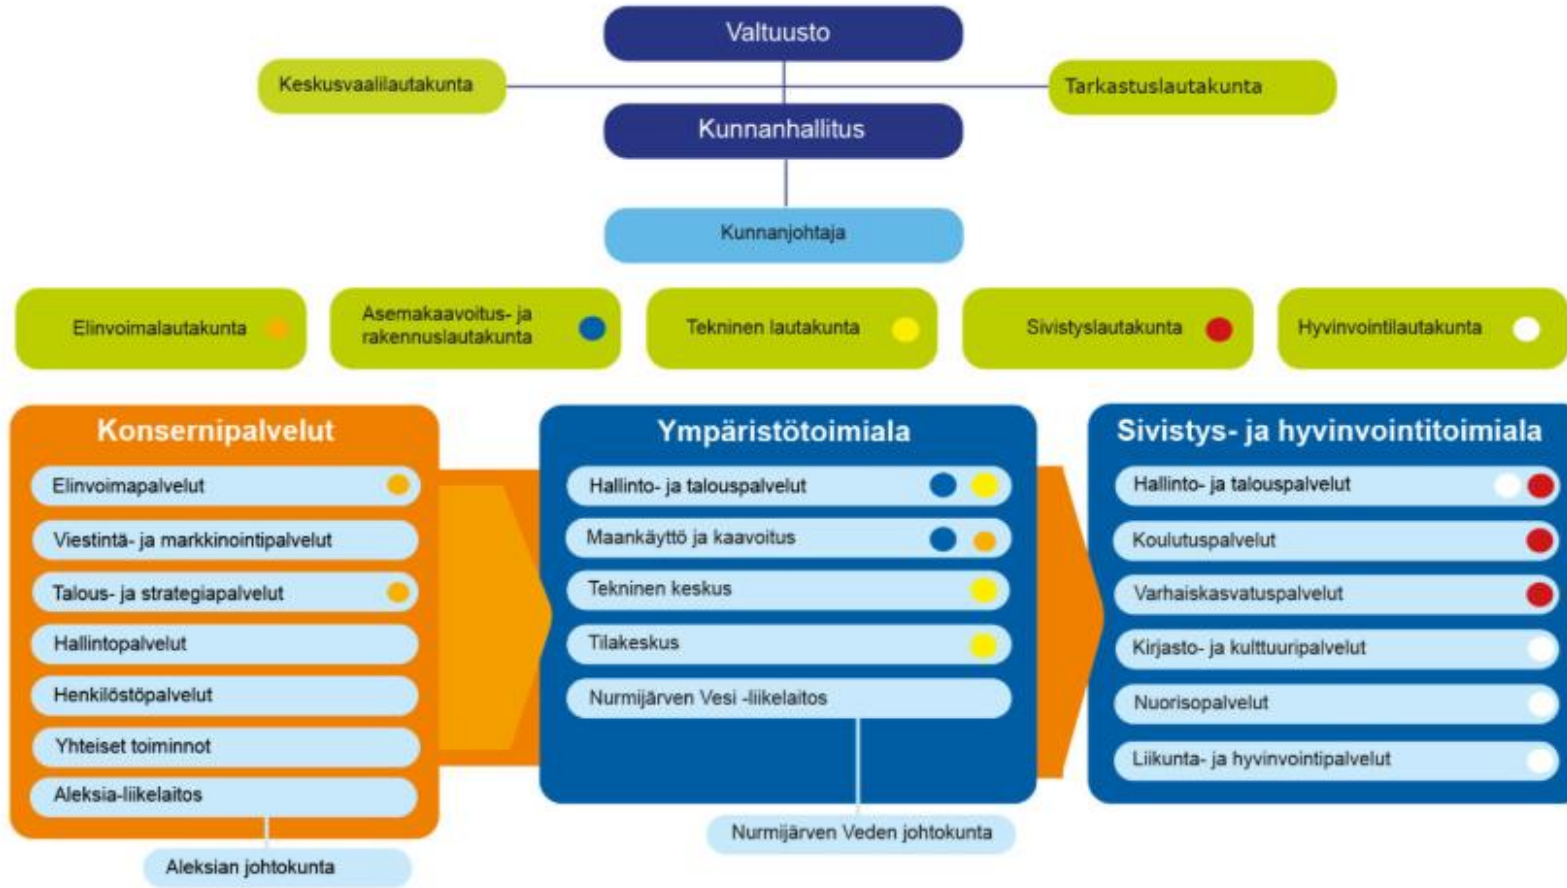 Valtuusto
Keskusvaalilautakunta
Tarkastuslautakunta
Kunnanhallitus
Kunnanjohtaja
Elinvoimalautakunta
Asemakaavoitus- ja
rakennuslautakunta
Tekninen lautakunta
Sivistyslautakunta
Hyvinvointilautakunta
Konsernipalvelut
Elinvoimapalvelut
Viestintä- ja markkinointipalvelut
Talous- ja strategiapalvelut
Hallintopalvelut
Henkilöstöpalvelut
Yhteiset toiminnot
Aleksia-liikelaitos
Aleksian johtokunta
Ympäristötoimiala
Hallinto- ja talouspalvelut
Maankäyttö ja kaavoitus
Tekninen keskus
Tilakeskus
Nurmijärven Vesi -liikelaitos
Nurmijärven Veden johtokunta
Sivistys- ja hyvinvointitoimiala
Hallinto- ja talouspalvelut
Koulutuspalvelut
Varhaiskasvatuspalvelut
Kirjasto- ja kulttuuripalvelut
Nuorisopalvelut
Liikunta- ja hyvinvointipalvelut